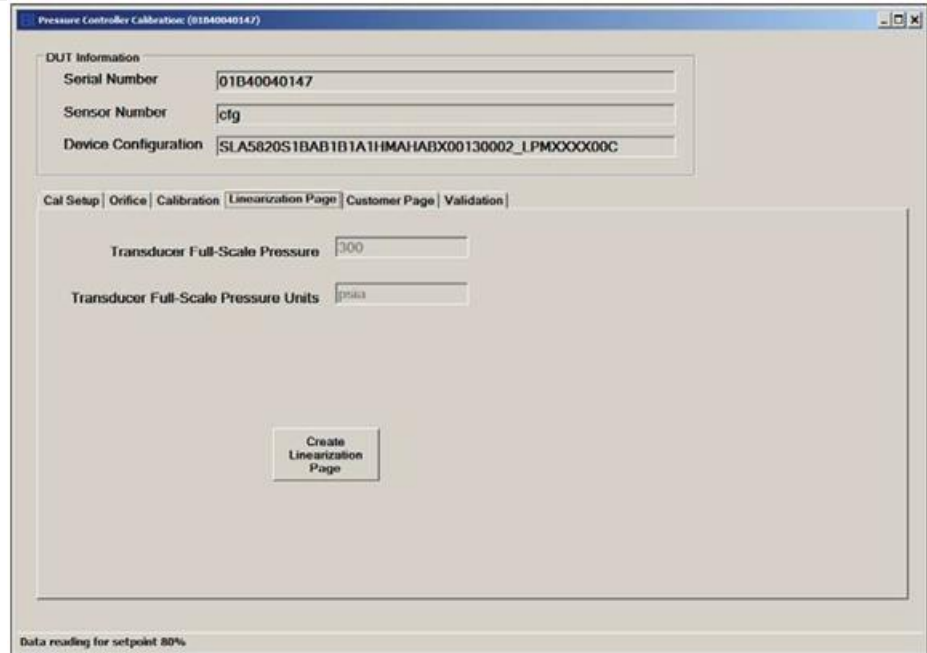 Pressure Controller Calibration: (01B40040147)
DUT Information
Serial Number 01B40040147
Sensor Number cfg
Device Configuration SLA5820S1BAB1B1A1HMAHABX00130002_LPMXXXX00C
Cal Setup Orifice Calibration Linearization Page Customer Page Validation
Transducer Full-Scale Pressure 300
Transducer Full-Scale Pressure Units psia
Create
Linearization
Page
Data reading for setpoint 80%